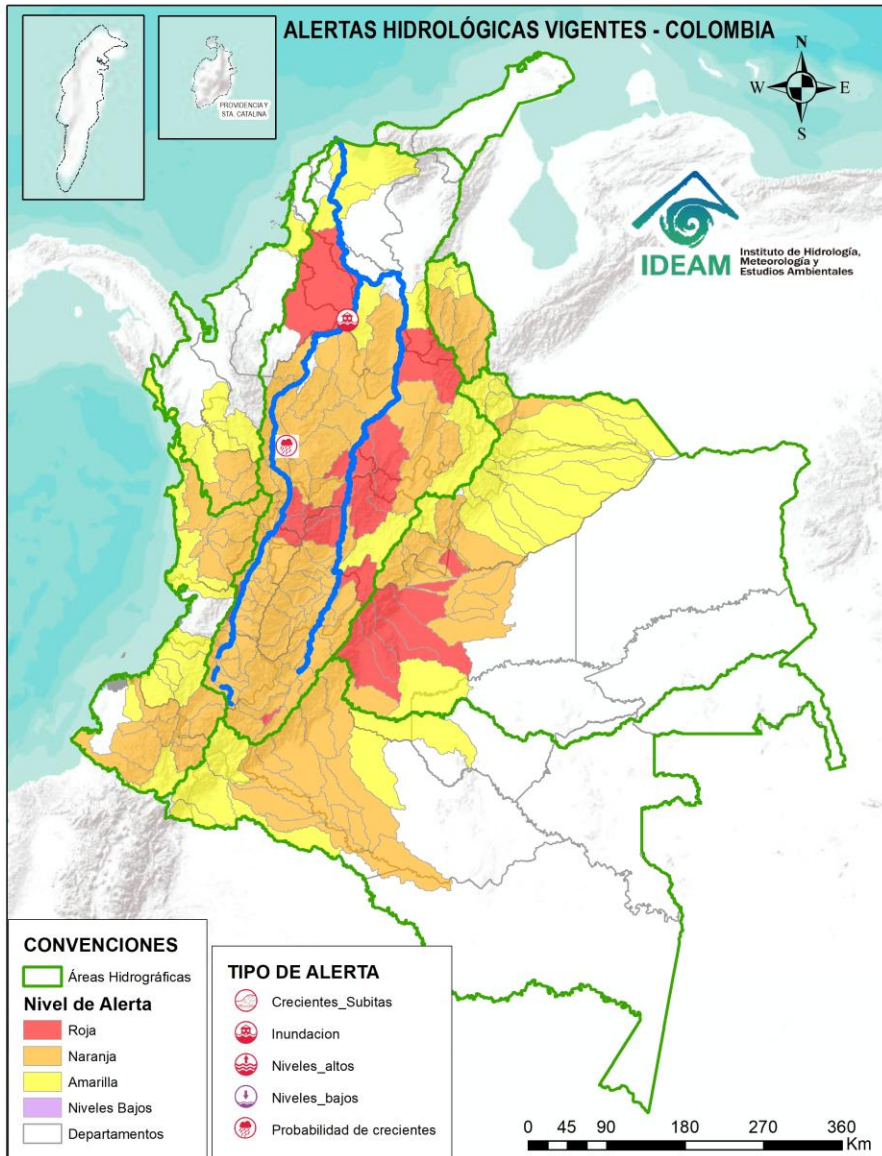 ALERTAS HIDROLÓGICAS VIGENTES - COLOMBIA
PROVIDENCIA Y
STA. CATALINA
N
W
E
S
IDEAM
Instituto de Hidrología,
Meteorología y
Estudios Ambientales
CONVENCIONES
Áreas Hidrográficas
Nivel de Alerta
Roja
Naranja
Amarilla
Niveles Bajos
Departamentos
TIPO DE ALERTA
Crecientes_Subitas
Inundacion
Niveles_altos
Niveles_bajos
Probabilidad de crecientes
0 45 90 180 270 360
Km